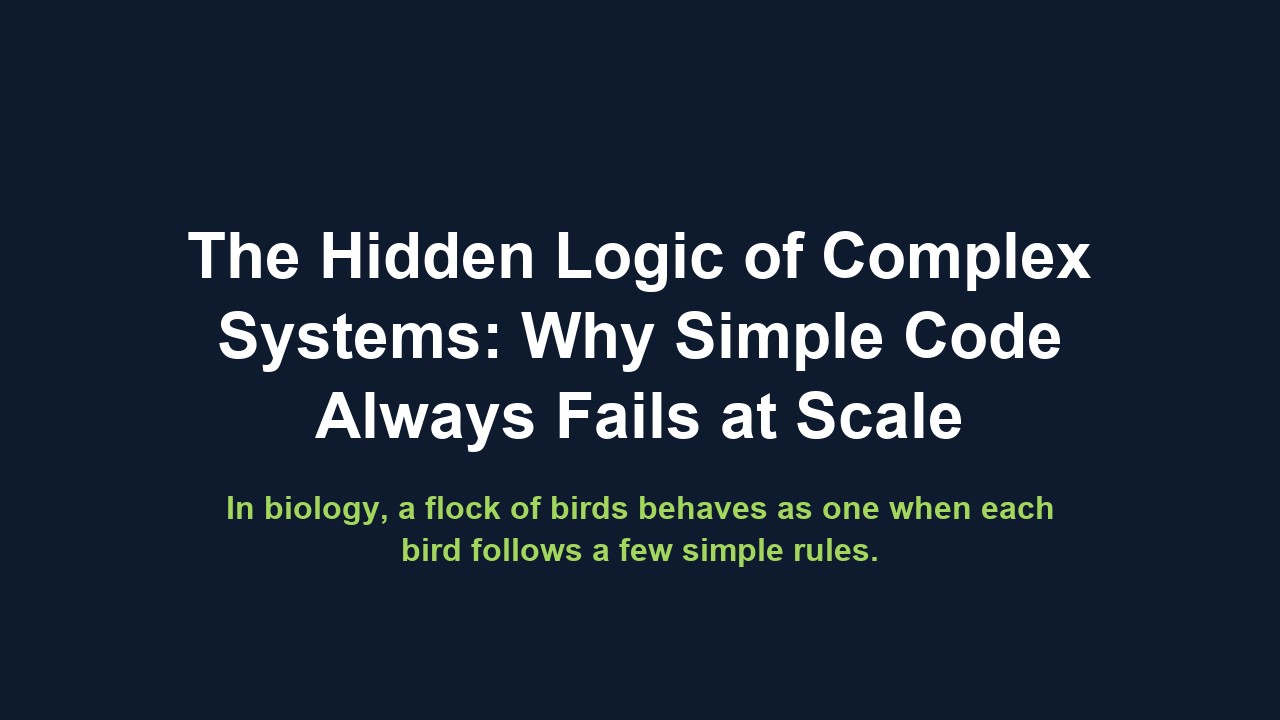 The Hidden Logic of Complex
Systems: Why Simple Code
Always Fails at Scale
In biology, a flock of birds behaves as one when each
bird follows a few simple rules.